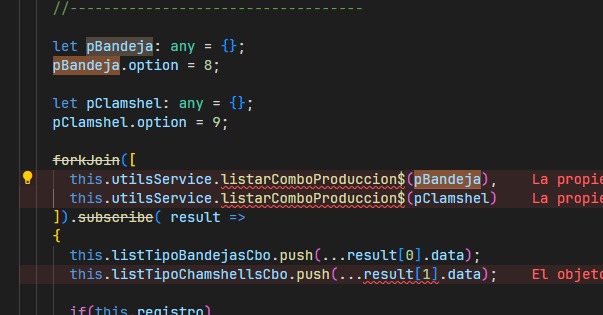 //----------------------------------
let pBandeja: any = {};
pBandeja.option = 8;
let pClamshel: any = {};
pClamshel.option = 9;
forkJoin([
this.utilsService.listarComboProduccion$(pBandeja), La propie
this.utilsService.listarComboProduccion$(pClamshel) La propie
]).subscribe( result =>
{
this.listTipoBandejasCbo.push(...result[0].data);
this.listTipoChamshellsCbo.push(...result[1].data); El objeto
if(this.registro)